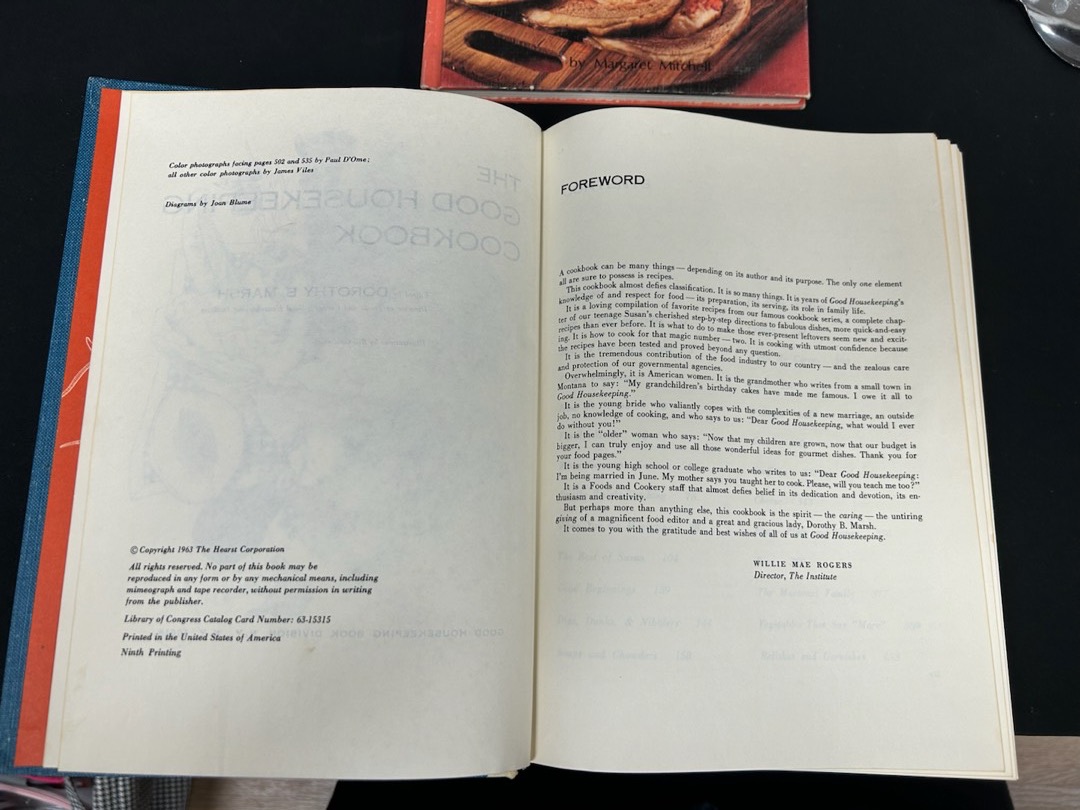 by Margaret Mitchell
Color photographs facing pages 502 and 535 by Paul D'Ome;
all other color photographs by James Viles
Diagrams by Joan Blume
© Copyright 1963 The Hearst Corporation
All rights reserved. No part of this book may be
reproduced in any form or by any mechanical means, including
mimeograph and tape recorder, without permission in writing
from the publisher.
Library of Congress Catalog Card Number: 63-15315
Printed in the United States of America
Ninth Printing
FOREWORD
A cookbook can be many things — depending on its author and its purpose. The only one element
all are sure to possess is recipes.
This cookbook almost defies classification. It is so many things. It is years of Good Housekeeping's
knowledge of and respect for food — its preparation, its serving, its role in family life.
It is a loving compilation of favorite recipes from our famous cookbook series, a complete chap-
ter of our teenage Susan's cherished step-by-step directions to fabulous dishes, more quick-and-easy
recipes than ever before. It is what to do to make those ever-present leftovers seem new and excit-
ing. It is how to cook for that magic number — two. It is cooking with utmost confidence because
the recipes have been tested and proved beyond any question.
It is the tremendous contribution of the food industry to our country — and the zealous care
and protection of our governmental agencies.
Overwhelmingly, it is American women. It is the grandmother who writes from a small town in
Montana to say: "My grandchildren's birthday cakes have made me famous. I owe it all to
Good Housekeeping."
It is the young bride who valiantly copes with the complexities of a new marriage, an outside
job, no knowledge of cooking, and who says to us: "Dear Good Housekeeping, what would I ever
do without you!"
It is the "older" woman who says: "Now that my children are grown, now that our budget is
bigger, I can truly enjoy and use all those wonderful ideas for gourmet dishes. Thank you for
your food pages."
It is the young high school or college graduate who writes to us: "Dear Good Housekeeping:
I'm being married in June. My mother says you taught her to cook. Please, will you teach me too?"
It is a Foods and Cookery staff that almost defies belief in its dedication and devotion, its en-
thusiasm and creativity.
But perhaps more than anything else, this cookbook is the spirit — the caring — the untiring
giving of a magnificent food editor and a great and gracious lady, Dorothy B. Marsh.
It comes to you with the gratitude and best wishes of all of us at Good Housekeeping.
WILLIE MAE ROGERS
Director, The Institute